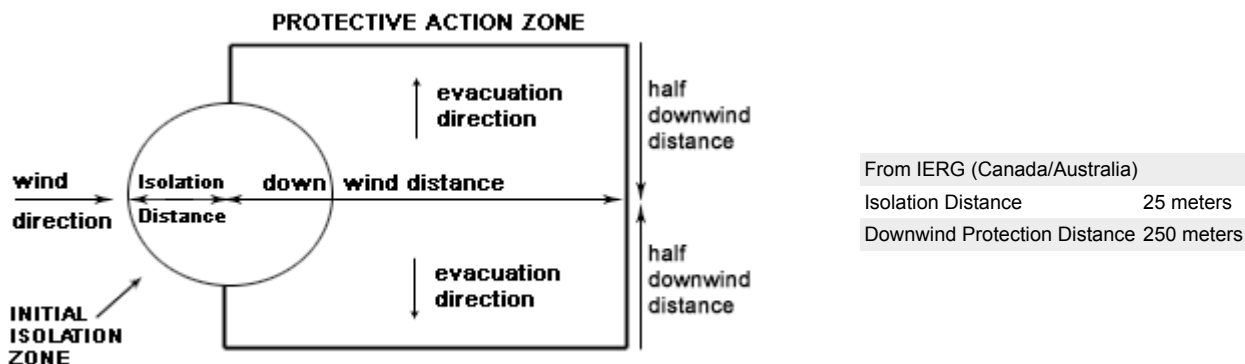 PROTECTIVE ACTION ZONE
evacuation
direction
half
downwind
distance
wind
direction
Isolation
Distance
down wind distance
evacuation
direction
half
downwind
distance
INITIAL
ISOLATION
ZONE
From IERG (Canada/Australia)
Isolation Distance 25 meters
Downwind Protection Distance 250 meters